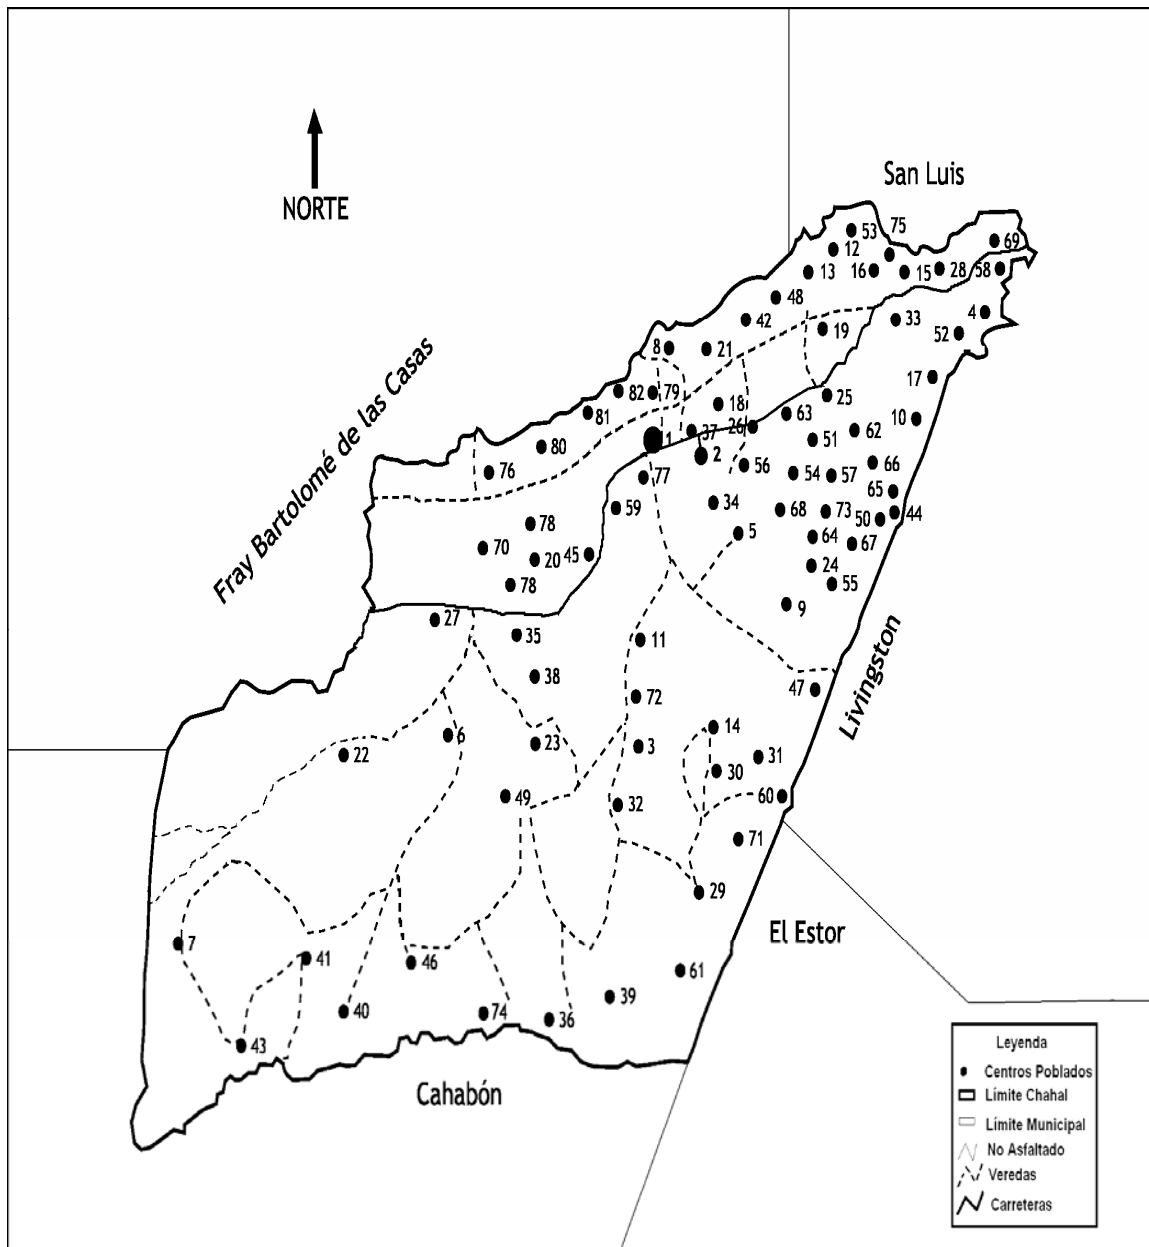 San Luis
NORTE
53 75
12
69
13 16 15 28 58
48
4
42 19 33
52
8 21
Fray Bartolomé de las Casas
17
82 79
25
81 18 63
10
1 37 26 51 62
80
2
76 77 56 54 57 66
65
59 34 68 73 50 44
78
5 64 67
70 20 45
24
78 55
9
27 35 11
Livingston
38
47
72
14
6 23 3
22 31
30
49 32 60
71
29
El Estor
7
41 46 61
39
40 74 36
43
Cahabón
Leyenda
Centros Poblados
Límite Chahal
Límite Municipal
No Asfaltado
Veredas
Carreteras